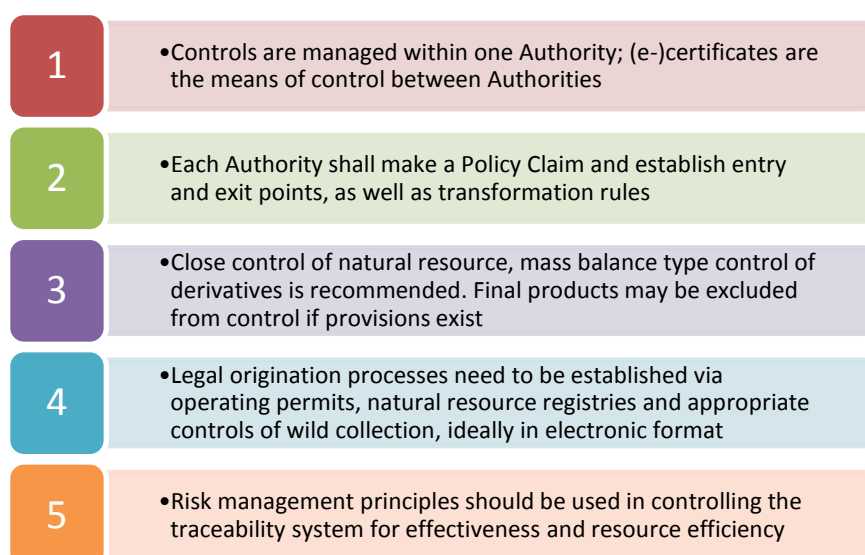 1
•Controls are managed within one Authority; (e-)certificates are
the means of control between Authorities
2
•Each Authority shall make a Policy Claim and establish entry
and exit points, as well as transformation rules
3
•Close control of natural resource, mass balance type control of
derivatives is recommended. Final products may be excluded
from control if provisions exist
4
•Legal origination processes need to be established via
operating permits, natural resource registries and appropriate
controls of wild collection, ideally in electronic format
5
•Risk management principles should be used in controlling the
traceability system for effectiveness and resource efficiency